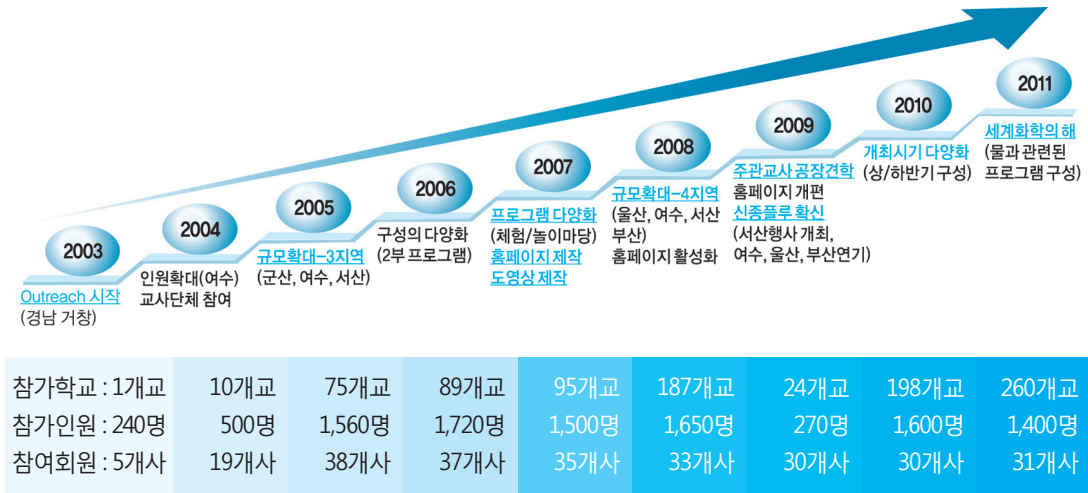 2003
Outreach 시작
(경남 거창)
2004
인원확대(여수)
교사단체 참여
2005
규모확대-3지역
(군산, 여수, 서산)
2006
구성의 다양화
(2부 프로그램)
2007
프로그램 다양화
(체험/놀이마당)
홈페이지 제작
도영상 제작
2008
규모확대-4지역
(울산, 여수, 서산
부산)
홈페이지 활성화
2009
주관교사 공장견학
홈페이지 개편
신종플루 확신
(서산행사 개최,
여수, 울산, 부산연기)
2010
개최시기 다양화
(상/하반기 구성)
2011
세계화학의 해
(물과 관련된
프로그램 구성)
참가학교 : 1개교 10개교 75개교 89개교 95개교 187개교 24개교 198개교 260개교
참가인원 : 240명 500명 1,560명 1,720명 1,500명 1,650명 270명 1,600명 1,400명
참여회원 : 5개사 19개사 38개사 37개사 35개사 33개사 30개사 30개사 31개사